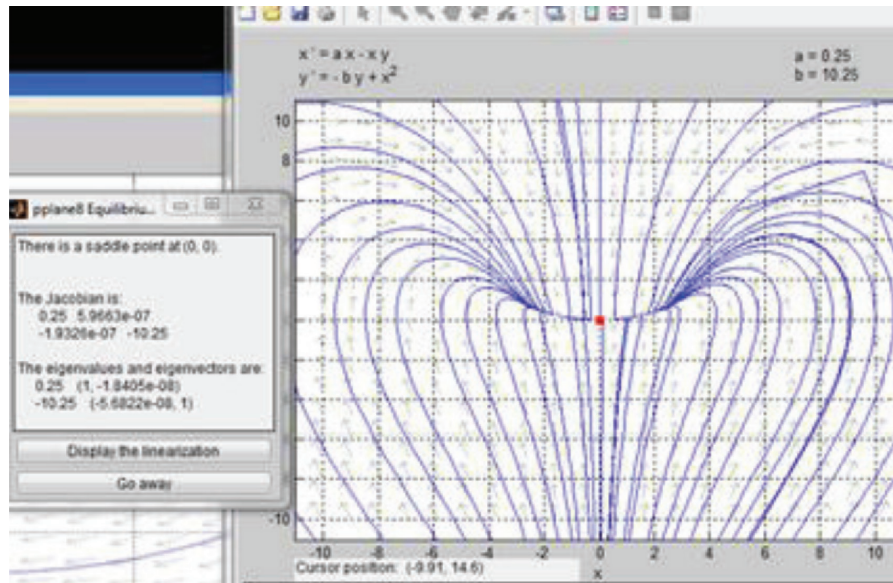 x ' = a x - x y
y ' = - b y + x²
a = 0.25
b = 10.25
pplane8 Equilibriu...
There is a saddle point at (0, 0).
The Jacobian is:
0.25 5.9663e-07
-1.9326e-07 -10.25
The eigenvalues and eigenvectors are:
0.25 (1, -1.8405e-08)
-10.25 (-5.6822e-08, 1)
Display the linearization
Go away
10
8
-10
-10 -8 -6 -4 -2 0 2 4 6 8 10
Cursor position: (-9.91, 14.6)
x